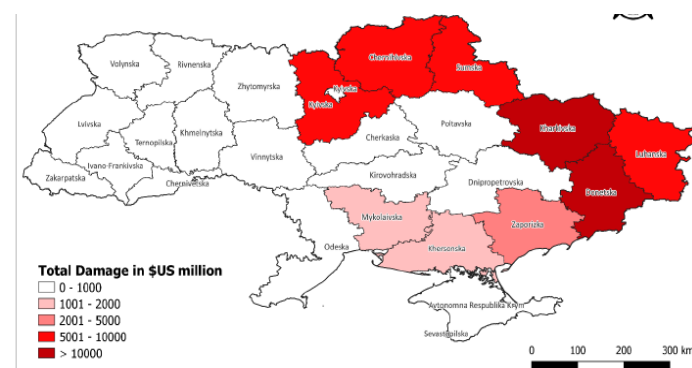 Volynska
Rivnenska
Zhytomyrska
Chernihivska
Sumska
Kyivska
Kyivska
Lvivska
Ternopilska
Khmelnytska
Cherkaska
Poltavska
Kharkivska
Luhanska
Ivano-Frankivska
Vinnytska
Zakarpatska
Chernivetska
Kirovohradska
Dnipropetrovska
Donetska
Mykolaivska
Zaporizka
Odeska
Khersonska
Avtonomna Respublika Krym
Sevastopilska
Total Damage in $US million
0 - 1000
1001 - 2000
2001 - 5000
5001 - 10000
> 10000
0 100 200 300 km